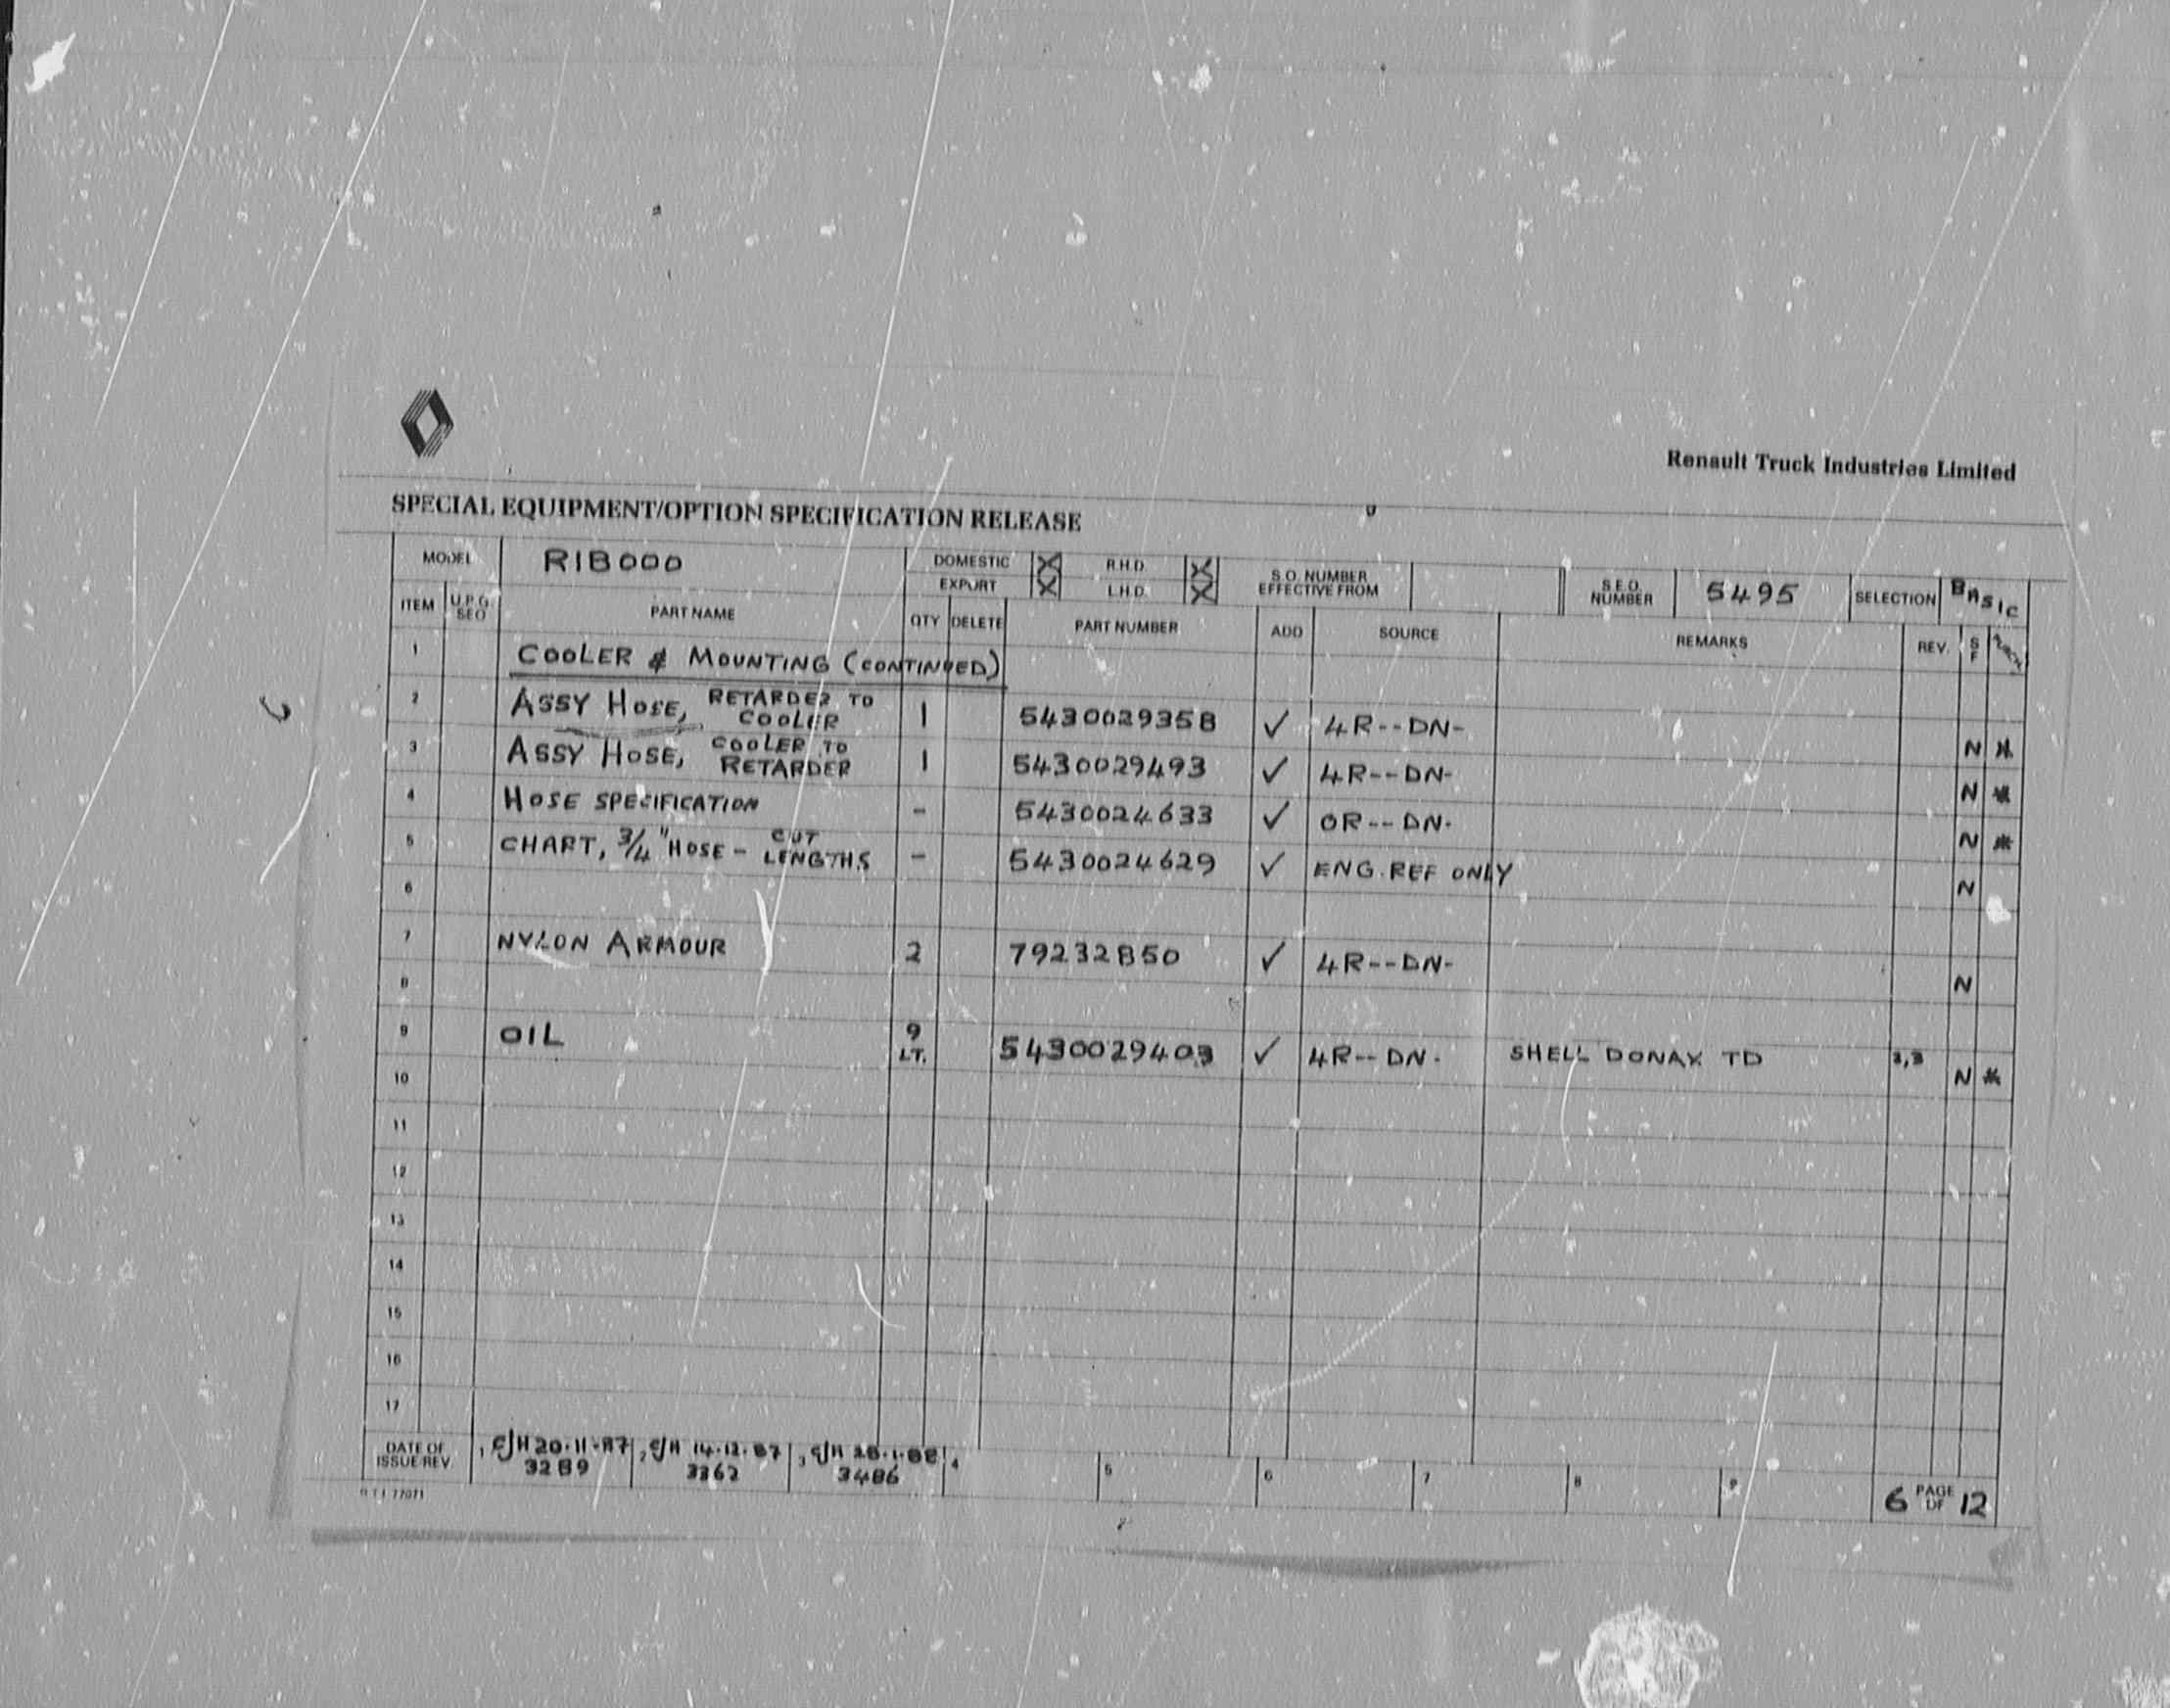 Renault Truck Industries Limited
SPECIAL EQUIPMENT/OPTION SPECIFICATION RELEASE
MODEL R1B000 DOMESTIC X R.H.D. X S.O. NUMBER EFFECTIVE FROM S.E.O. NUMBER 5495 SELECTION BASIC
EXPORT X L.H.D. X
ITEM U.P.G. SEO PART NAME QTY DELETE PART NUMBER ADD SOURCE REMARKS REV. S F
1 COOLER & MOUNTING (CONTINUED)
2 ASSY HOSE, RETARDER TO COOLER 1 5430029358 ✓ 4R--DN- N *
3 ASSY HOSE, COOLER TO RETARDER 1 5430029493 ✓ 4R--DN- N *
4 HOSE SPECIFICATION - 5430024633 ✓ OR--DN- N *
5 CHART, 3/4" HOSE - CUT LENGTHS - 5430024629 ✓ ENG. REF ONLY N
6
7 NYLON ARMOUR 2 79232850 ✓ 4R--DN- N
8
9 OIL 9 LT. 5430029403 ✓ 4R--DN- SHELL DONAX TD 2,3 N *
10
11
12
13
14
15
16
17
DATE OF ISSUE/REV 1 CJH 20.11.87 2 CJH 14.12.87 3 CJH 28.1.88 4 5 6 7 8 9 6 PAGE OF 12
3289 3362 3486
R T I 77071